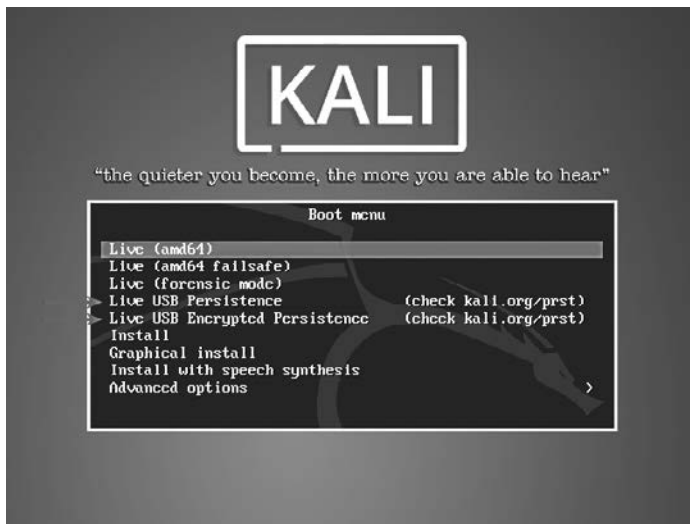 KALI
“the quieter you become, the more you are able to hear”
Boot menu
Live (amd64)
Live (amd64 failsafe)
Live (forensic mode)
Live USB Persistence (check kali.org/prst)
Live USB Encrypted Persistence (check kali.org/prst)
Install
Graphical install
Install with speech synthesis
Advanced options >